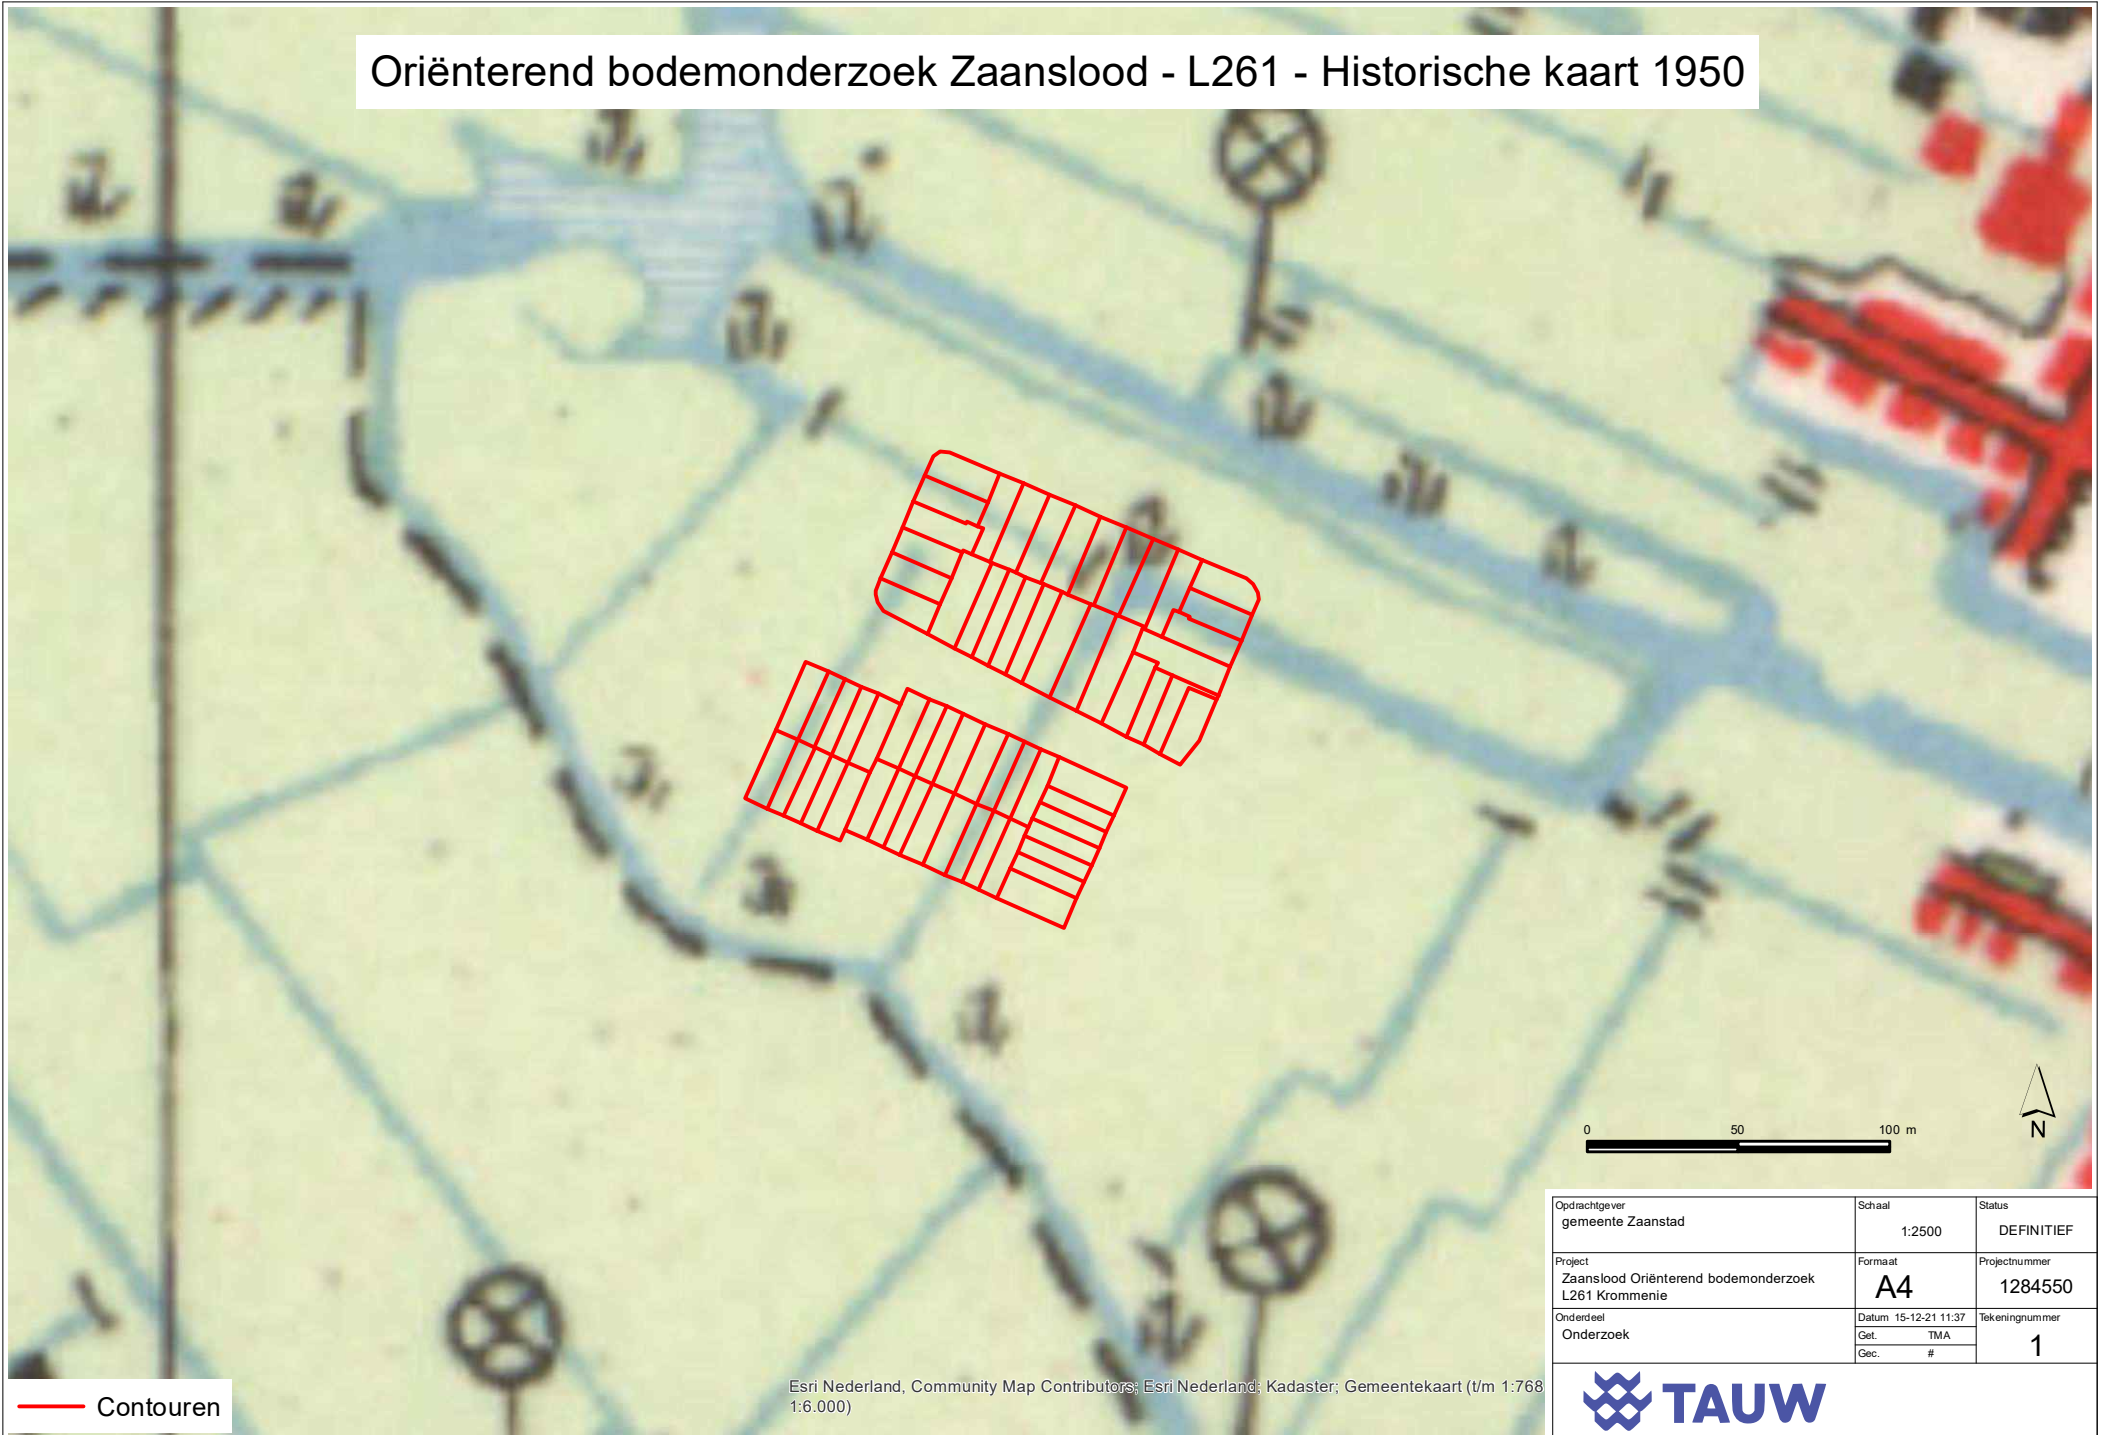 Oriënterend bodemonderzoek Zaanslood - L261 - Historische kaart 1950
0 50 100 m
N
Opdrachtgever
gemeente Zaanstad
Schaal
1:2500
Status
DEFINITIEF
Project
Zaanslood Oriënterend bodemonderzoek
L261 Krommenie
Formaat
A4
Projectnummer
1284550
Onderdeel
Onderzoek
Datum 15-12-21 11:37
Get. TMA
Gec. #
Tekeningnummer
1
TAUW
Contouren
Esri Nederland, Community Map Contributors; Esri Nederland; Kadaster; Gemeentekaart (t/m 1:768
1:6.000)